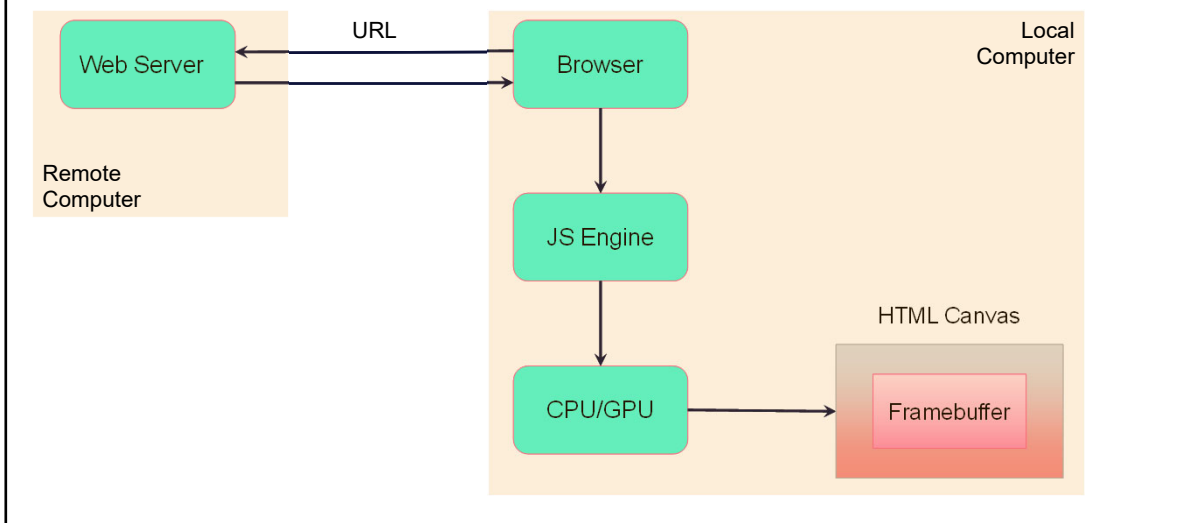 URL
Local
Computer
Web Server
Browser
Remote
Computer
JS Engine
HTML Canvas
CPU/GPU
Framebuffer